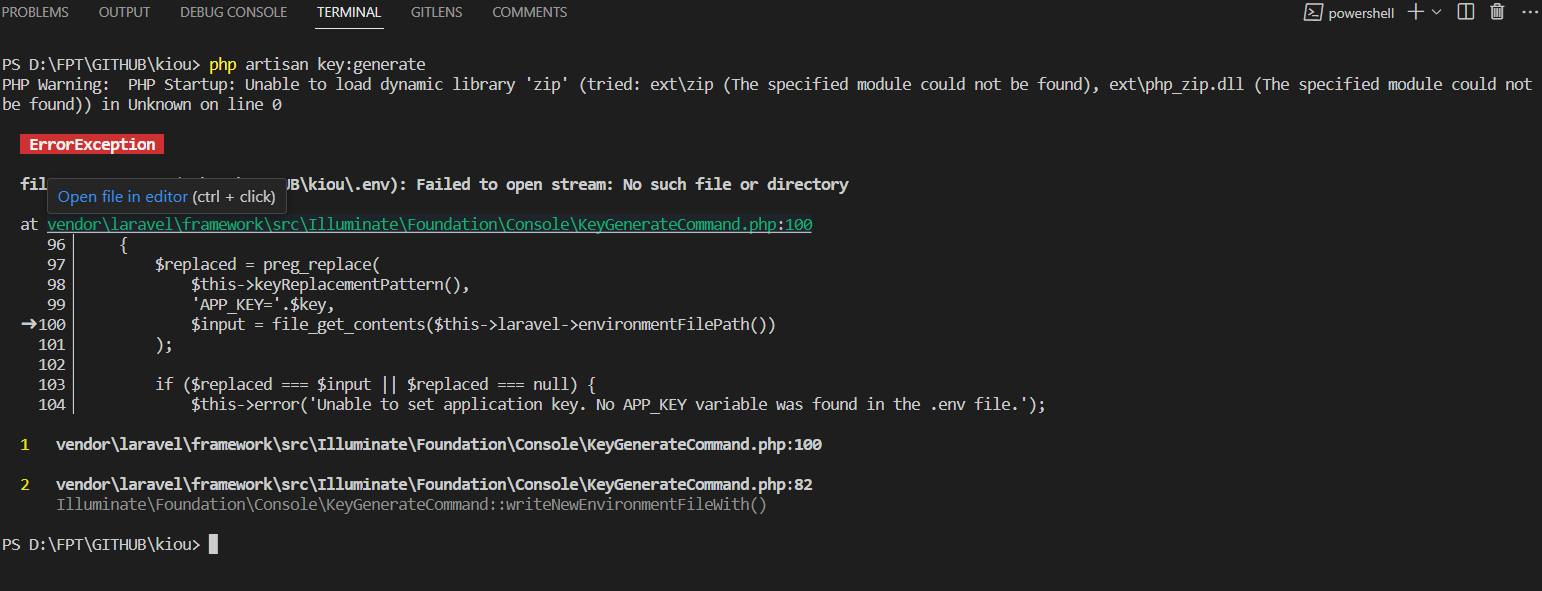 PROBLEMS OUTPUT DEBUG CONSOLE TERMINAL GITLENS COMMENTS powershell
PS D:\FPT\GITHUB\kiou> php artisan key:generate
PHP Warning:  PHP Startup: Unable to load dynamic library 'zip' (tried: ext\zip (The specified module could not be found), ext\php_zip.dll (The specified module could not
be found)) in Unknown on line 0
ErrorException
UB\kiou\.env): Failed to open stream: No such file or directory
Open file in editor (ctrl + click)
at vendor\laravel\framework\src\Illuminate\Foundation\Console\KeyGenerateCommand.php:100
96 {
97 $replaced = preg_replace(
98 $this->keyReplacementPattern(),
99 'APP_KEY='.$key,
➜100 $input = file_get_contents($this->laravel->environmentFilePath())
101 );
102
103 if ($replaced === $input || $replaced === null) {
104 $this->error('Unable to set application key. No APP_KEY variable was found in the .env file.');
1 vendor\laravel\framework\src\Illuminate\Foundation\Console\KeyGenerateCommand.php:100
2 vendor\laravel\framework\src\Illuminate\Foundation\Console\KeyGenerateCommand.php:82
Illuminate\Foundation\Console\KeyGenerateCommand::writeNewEnvironmentFileWith()
PS D:\FPT\GITHUB\kiou>